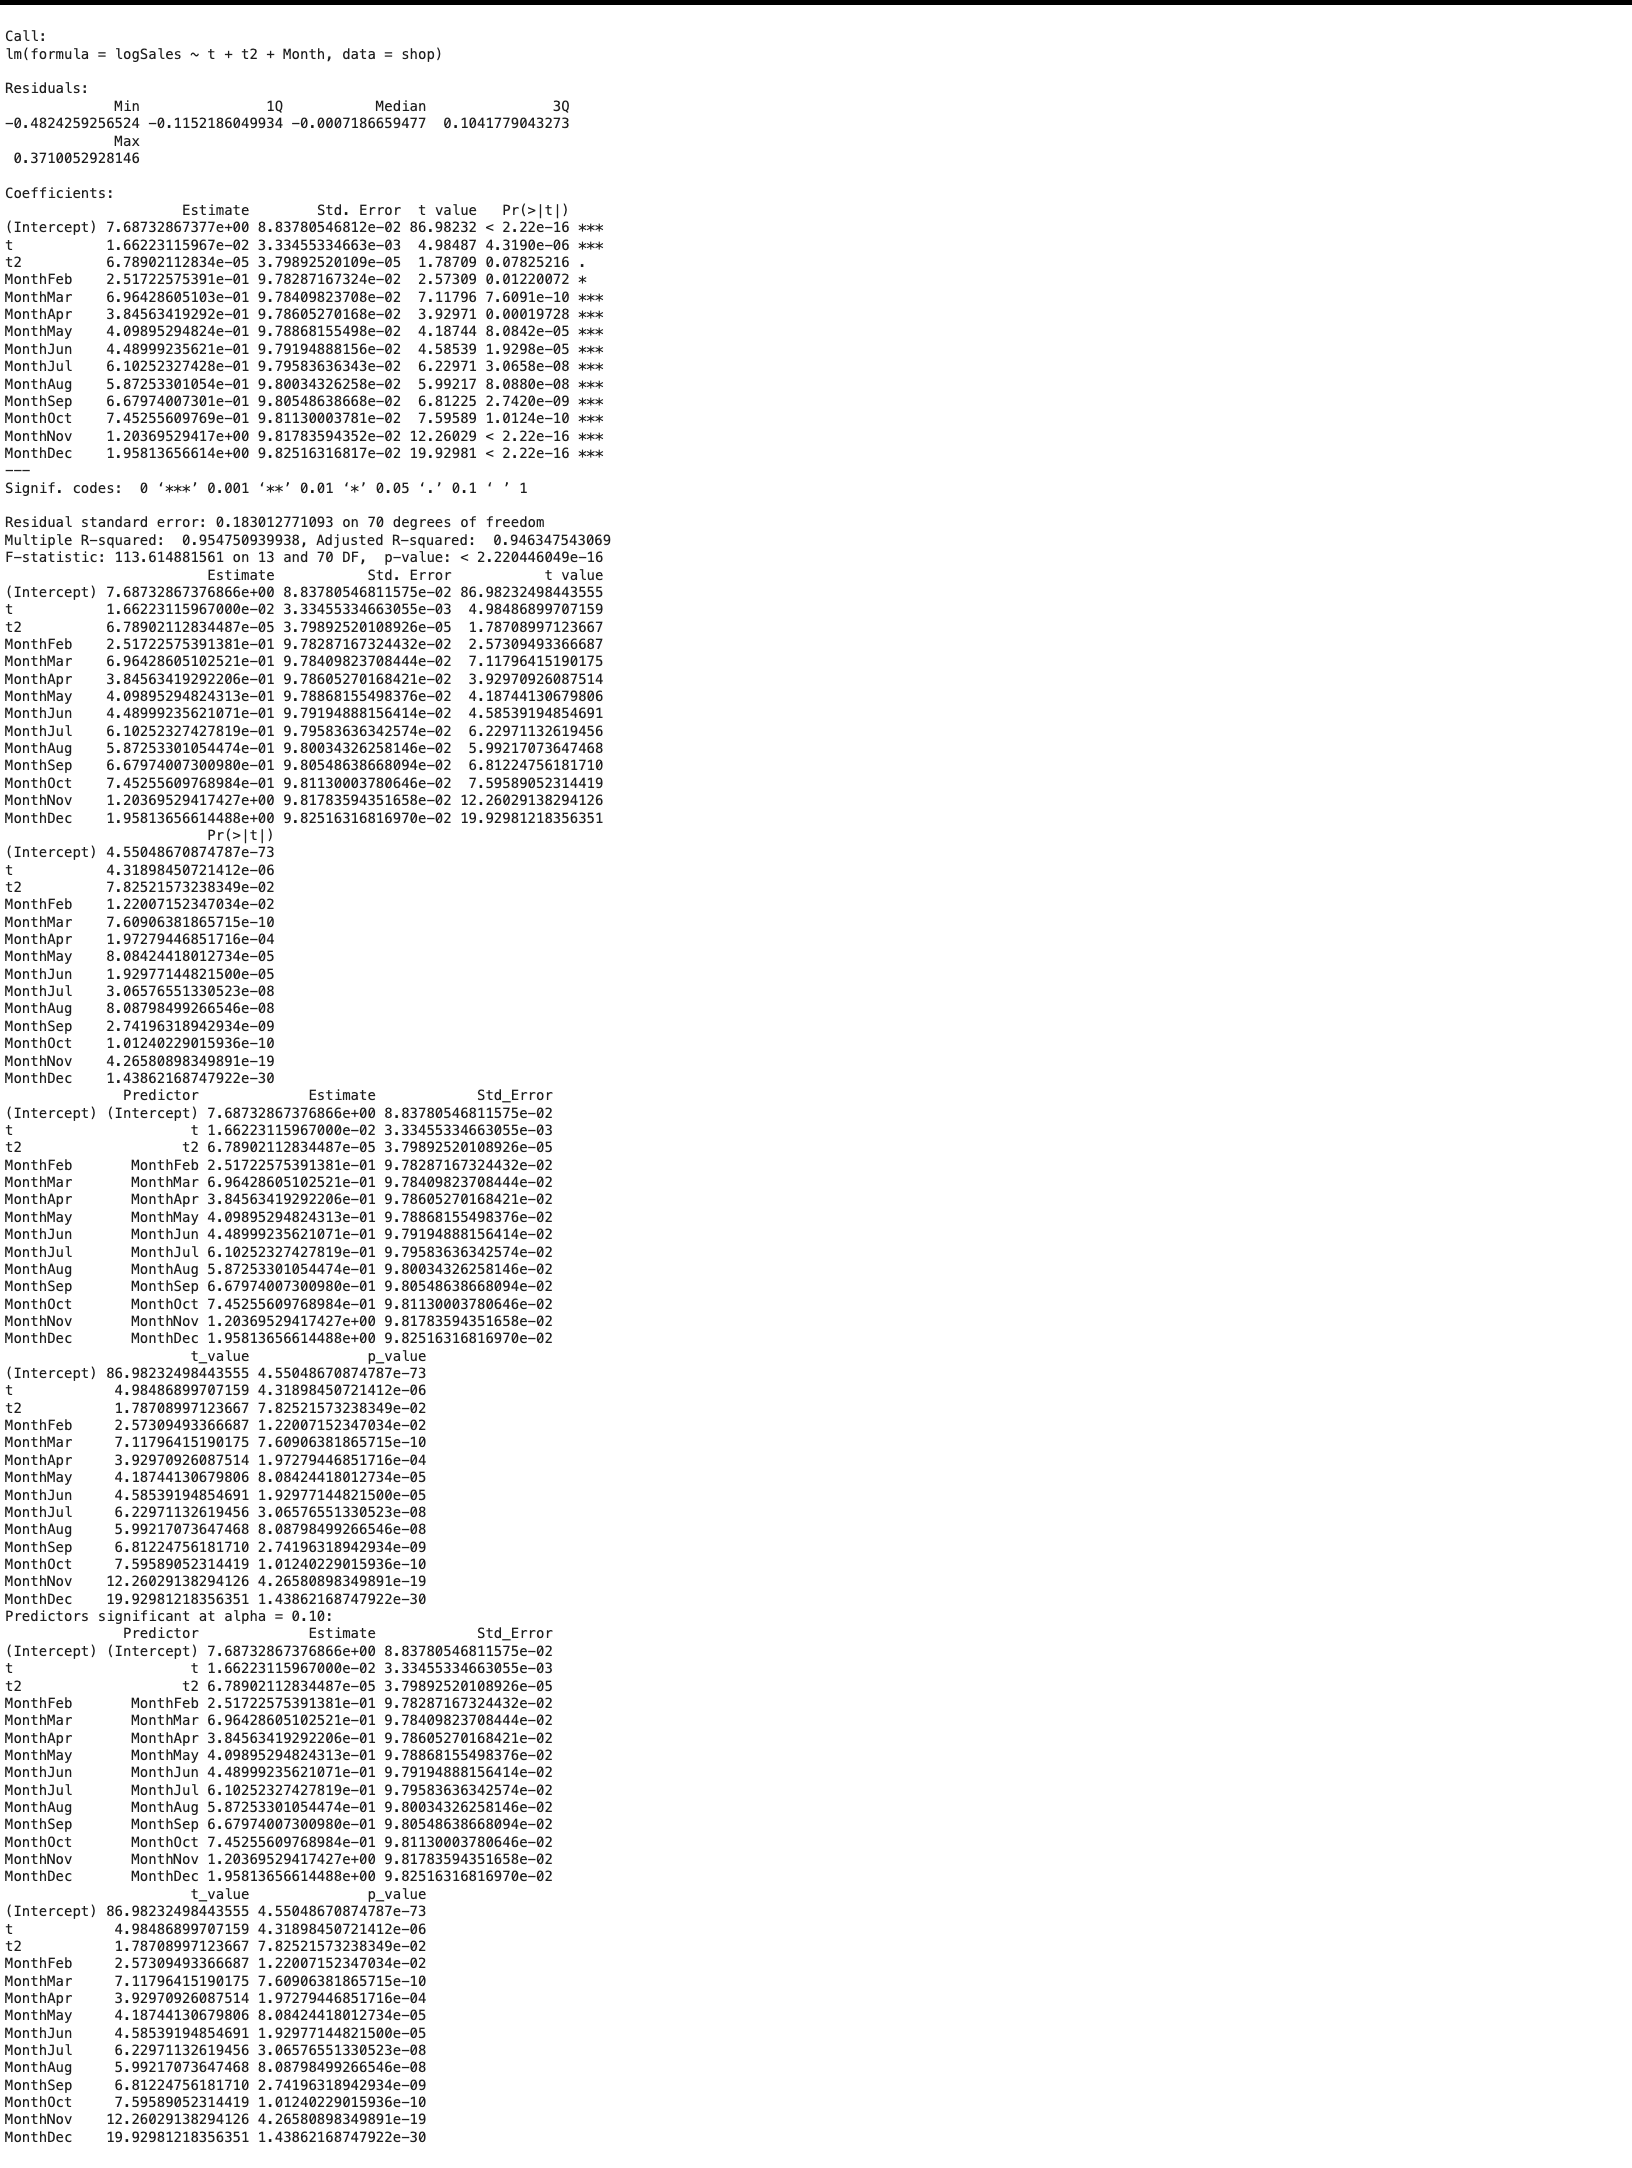 Call:
lm(formula = logSales ~ t + t2 + Month, data = shop)
Residuals:
Min 1Q Median 3Q
-0.4824259256524 -0.1152186049934 -0.0007186659477 0.1041779043273
Max
0.3710052928146
Coefficients:
Estimate Std. Error t value Pr(>|t|)
(Intercept) 7.68732867377e+00 8.83780546812e-02 86.98232 < 2.22e-16 ***
t 1.66223115967e-02 3.33455334663e-03 4.98487 4.3190e-06 ***
t2 6.78902112834e-05 3.79892520109e-05 1.78709 0.07825216 .
MonthFeb 2.51722575391e-01 9.78287167324e-02 2.57309 0.01220072 *
MonthMar 6.96428605103e-01 9.78409823708e-02 7.11796 7.6091e-10 ***
MonthApr 3.84563419292e-01 9.78605270168e-02 3.92971 0.00019728 ***
MonthMay 4.09895294824e-01 9.78868155498e-02 4.18744 8.0842e-05 ***
MonthJun 4.48999235621e-01 9.79194888156e-02 4.58539 1.9298e-05 ***
MonthJul 6.10252327428e-01 9.79583636343e-02 6.22971 3.0658e-08 ***
MonthAug 5.87253301054e-01 9.80034326258e-02 5.99217 8.0880e-08 ***
MonthSep 6.67974007301e-01 9.80548638668e-02 6.81225 2.7420e-09 ***
MonthOct 7.45255609769e-01 9.81130003781e-02 7.59589 1.0124e-10 ***
MonthNov 1.20369529417e+00 9.81783594352e-02 12.26029 < 2.22e-16 ***
MonthDec 1.95813656614e+00 9.82516316817e-02 19.92981 < 2.22e-16 ***
---
Signif. codes: 0 ‘***’ 0.001 ‘**’ 0.01 ‘*’ 0.05 ‘.’ 0.1 ‘ ’ 1
Residual standard error: 0.183012771093 on 70 degrees of freedom
Multiple R-squared: 0.954750939938, Adjusted R-squared: 0.946347543069
F-statistic: 113.614881561 on 13 and 70 DF, p-value: < 2.220446049e-16
Estimate Std. Error t value
(Intercept) 7.68732867376866e+00 8.83780546811575e-02 86.98232498443555
t 1.66223115967000e-02 3.33455334663055e-03 4.98486899707159
t2 6.78902112834487e-05 3.79892520108926e-05 1.78708997123667
MonthFeb 2.51722575391381e-01 9.78287167324432e-02 2.57309493366687
MonthMar 6.96428605102521e-01 9.78409823708444e-02 7.11796415190175
MonthApr 3.84563419292206e-01 9.78605270168421e-02 3.92970926087514
MonthMay 4.09895294824313e-01 9.78868155498376e-02 4.18744130679806
MonthJun 4.48999235621071e-01 9.79194888156414e-02 4.58539194854691
MonthJul 6.10252327427819e-01 9.79583636342574e-02 6.22971132619456
MonthAug 5.87253301054474e-01 9.80034326258146e-02 5.99217073647468
MonthSep 6.67974007300980e-01 9.80548638668094e-02 6.81224756181710
MonthOct 7.45255609768984e-01 9.81130003780646e-02 7.59589052314419
MonthNov 1.20369529417427e+00 9.81783594351658e-02 12.26029138294126
MonthDec 1.95813656614488e+00 9.82516316816970e-02 19.92981218356351
Pr(>|t|)
(Intercept) 4.55048670874787e-73
t 4.31898450721412e-06
t2 7.82521573238349e-02
MonthFeb 1.22007152347034e-02
MonthMar 7.60906381865715e-10
MonthApr 1.97279446851716e-04
MonthMay 8.08424418012734e-05
MonthJun 1.92977144821500e-05
MonthJul 3.06576551330523e-08
MonthAug 8.08798499266546e-08
MonthSep 2.74196318942934e-09
MonthOct 1.01240229015936e-10
MonthNov 4.26580898349891e-19
MonthDec 1.43862168747922e-30
Predictor Estimate Std_Error
(Intercept) (Intercept) 7.68732867376866e+00 8.83780546811575e-02
t t 1.66223115967000e-02 3.33455334663055e-03
t2 t2 6.78902112834487e-05 3.79892520108926e-05
MonthFeb MonthFeb 2.51722575391381e-01 9.78287167324432e-02
MonthMar MonthMar 6.96428605102521e-01 9.78409823708444e-02
MonthApr MonthApr 3.84563419292206e-01 9.78605270168421e-02
MonthMay MonthMay 4.09895294824313e-01 9.78868155498376e-02
MonthJun MonthJun 4.48999235621071e-01 9.79194888156414e-02
MonthJul MonthJul 6.10252327427819e-01 9.79583636342574e-02
MonthAug MonthAug 5.87253301054474e-01 9.80034326258146e-02
MonthSep MonthSep 6.67974007300980e-01 9.80548638668094e-02
MonthOct MonthOct 7.45255609768984e-01 9.81130003780646e-02
MonthNov MonthNov 1.20369529417427e+00 9.81783594351658e-02
MonthDec MonthDec 1.95813656614488e+00 9.82516316816970e-02
t_value p_value
(Intercept) 86.98232498443555 4.55048670874787e-73
t 4.98486899707159 4.31898450721412e-06
t2 1.78708997123667 7.82521573238349e-02
MonthFeb 2.57309493366687 1.22007152347034e-02
MonthMar 7.11796415190175 7.60906381865715e-10
MonthApr 3.92970926087514 1.97279446851716e-04
MonthMay 4.18744130679806 8.08424418012734e-05
MonthJun 4.58539194854691 1.92977144821500e-05
MonthJul 6.22971132619456 3.06576551330523e-08
MonthAug 5.99217073647468 8.08798499266546e-08
MonthSep 6.81224756181710 2.74196318942934e-09
MonthOct 7.59589052314419 1.01240229015936e-10
MonthNov 12.26029138294126 4.26580898349891e-19
MonthDec 19.92981218356351 1.43862168747922e-30
Predictors significant at alpha = 0.10:
Predictor Estimate Std_Error
(Intercept) (Intercept) 7.68732867376866e+00 8.83780546811575e-02
t t 1.66223115967000e-02 3.33455334663055e-03
t2 t2 6.78902112834487e-05 3.79892520108926e-05
MonthFeb MonthFeb 2.51722575391381e-01 9.78287167324432e-02
MonthMar MonthMar 6.96428605102521e-01 9.78409823708444e-02
MonthApr MonthApr 3.84563419292206e-01 9.78605270168421e-02
MonthMay MonthMay 4.09895294824313e-01 9.78868155498376e-02
MonthJun MonthJun 4.48999235621071e-01 9.79194888156414e-02
MonthJul MonthJul 6.10252327427819e-01 9.79583636342574e-02
MonthAug MonthAug 5.87253301054474e-01 9.80034326258146e-02
MonthSep MonthSep 6.67974007300980e-01 9.80548638668094e-02
MonthOct MonthOct 7.45255609768984e-01 9.81130003780646e-02
MonthNov MonthNov 1.20369529417427e+00 9.81783594351658e-02
MonthDec MonthDec 1.95813656614488e+00 9.82516316816970e-02
t_value p_value
(Intercept) 86.98232498443555 4.55048670874787e-73
t 4.98486899707159 4.31898450721412e-06
t2 1.78708997123667 7.82521573238349e-02
MonthFeb 2.57309493366687 1.22007152347034e-02
MonthMar 7.11796415190175 7.60906381865715e-10
MonthApr 3.92970926087514 1.97279446851716e-04
MonthMay 4.18744130679806 8.08424418012734e-05
MonthJun 4.58539194854691 1.92977144821500e-05
MonthJul 6.22971132619456 3.06576551330523e-08
MonthAug 5.99217073647468 8.08798499266546e-08
MonthSep 6.81224756181710 2.74196318942934e-09
MonthOct 7.59589052314419 1.01240229015936e-10
MonthNov 12.26029138294126 4.26580898349891e-19
MonthDec 19.92981218356351 1.43862168747922e-30